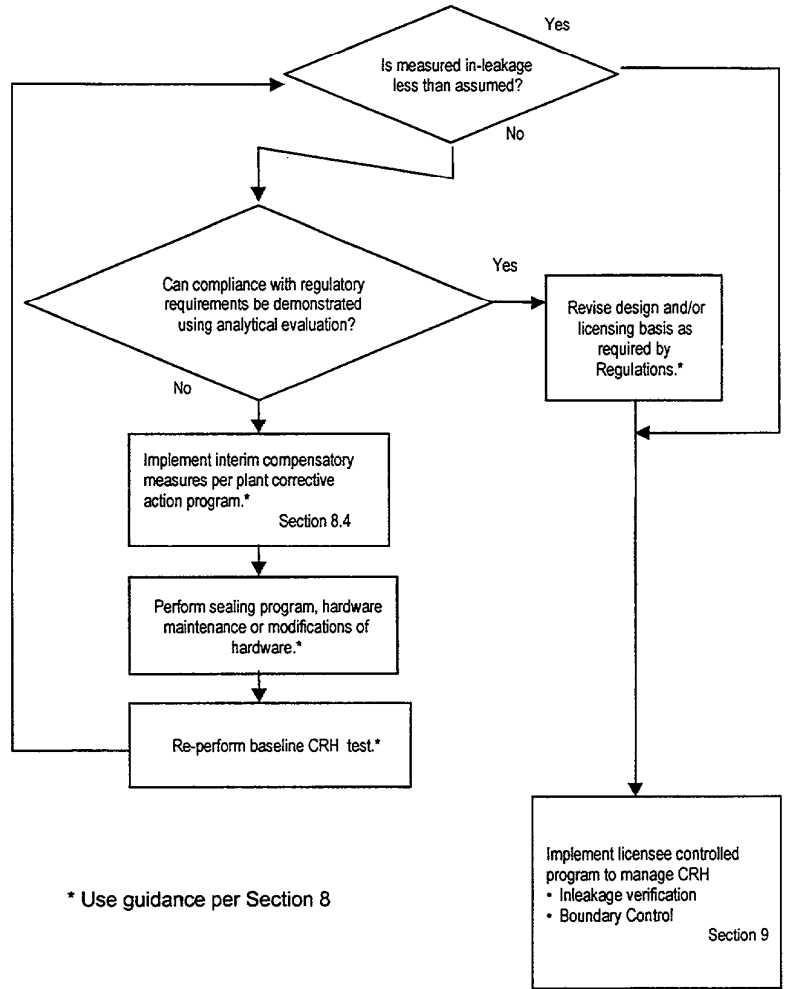 Yes
Is measured in-leakage
less than assumed?
No
Can compliance with regulatory
requirements be demonstrated
using analytical evaluation?
Yes
No
Revise design and/or
licensing basis as
required by
Regulations.*
Implement interim compensatory
measures per plant corrective
action program.*
Section 8.4
Perform sealing program, hardware
maintenance or modifications of
hardware.*
Re-perform baseline CRH test.*
Implement licensee controlled
program to manage CRH
• Inleakage verification
• Boundary Control
Section 9
* Use guidance per Section 8